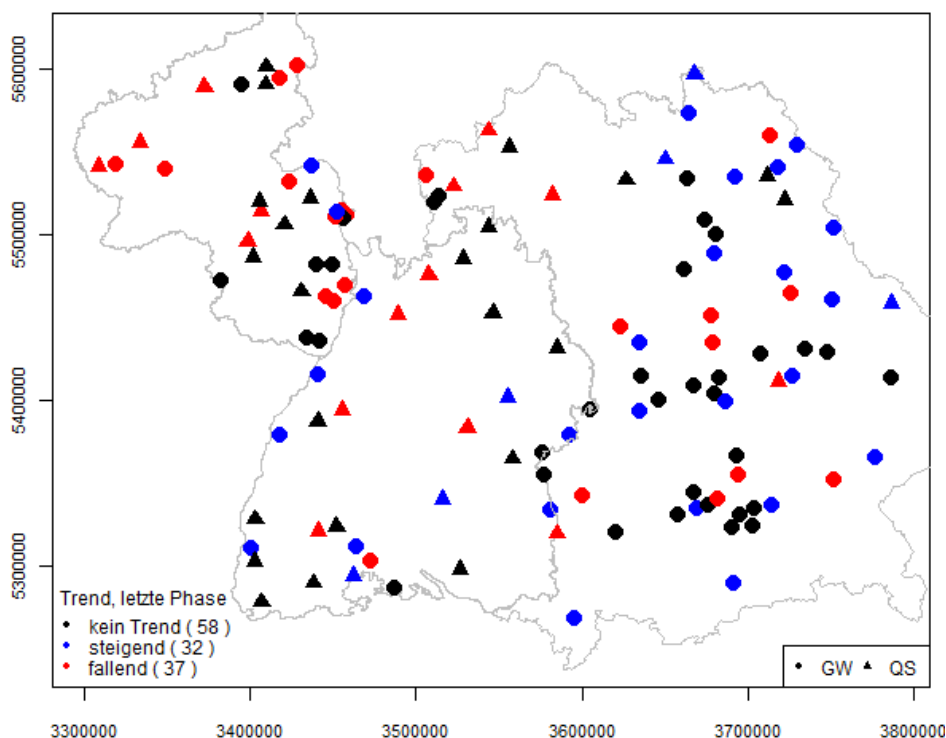 5600000
5500000
5400000
5300000
Trend, letzte Phase
kein Trend ( 58 )
steigend ( 32 )
fallend ( 37 )
GW QS
3300000 3400000 3500000 3600000 3700000 3800000